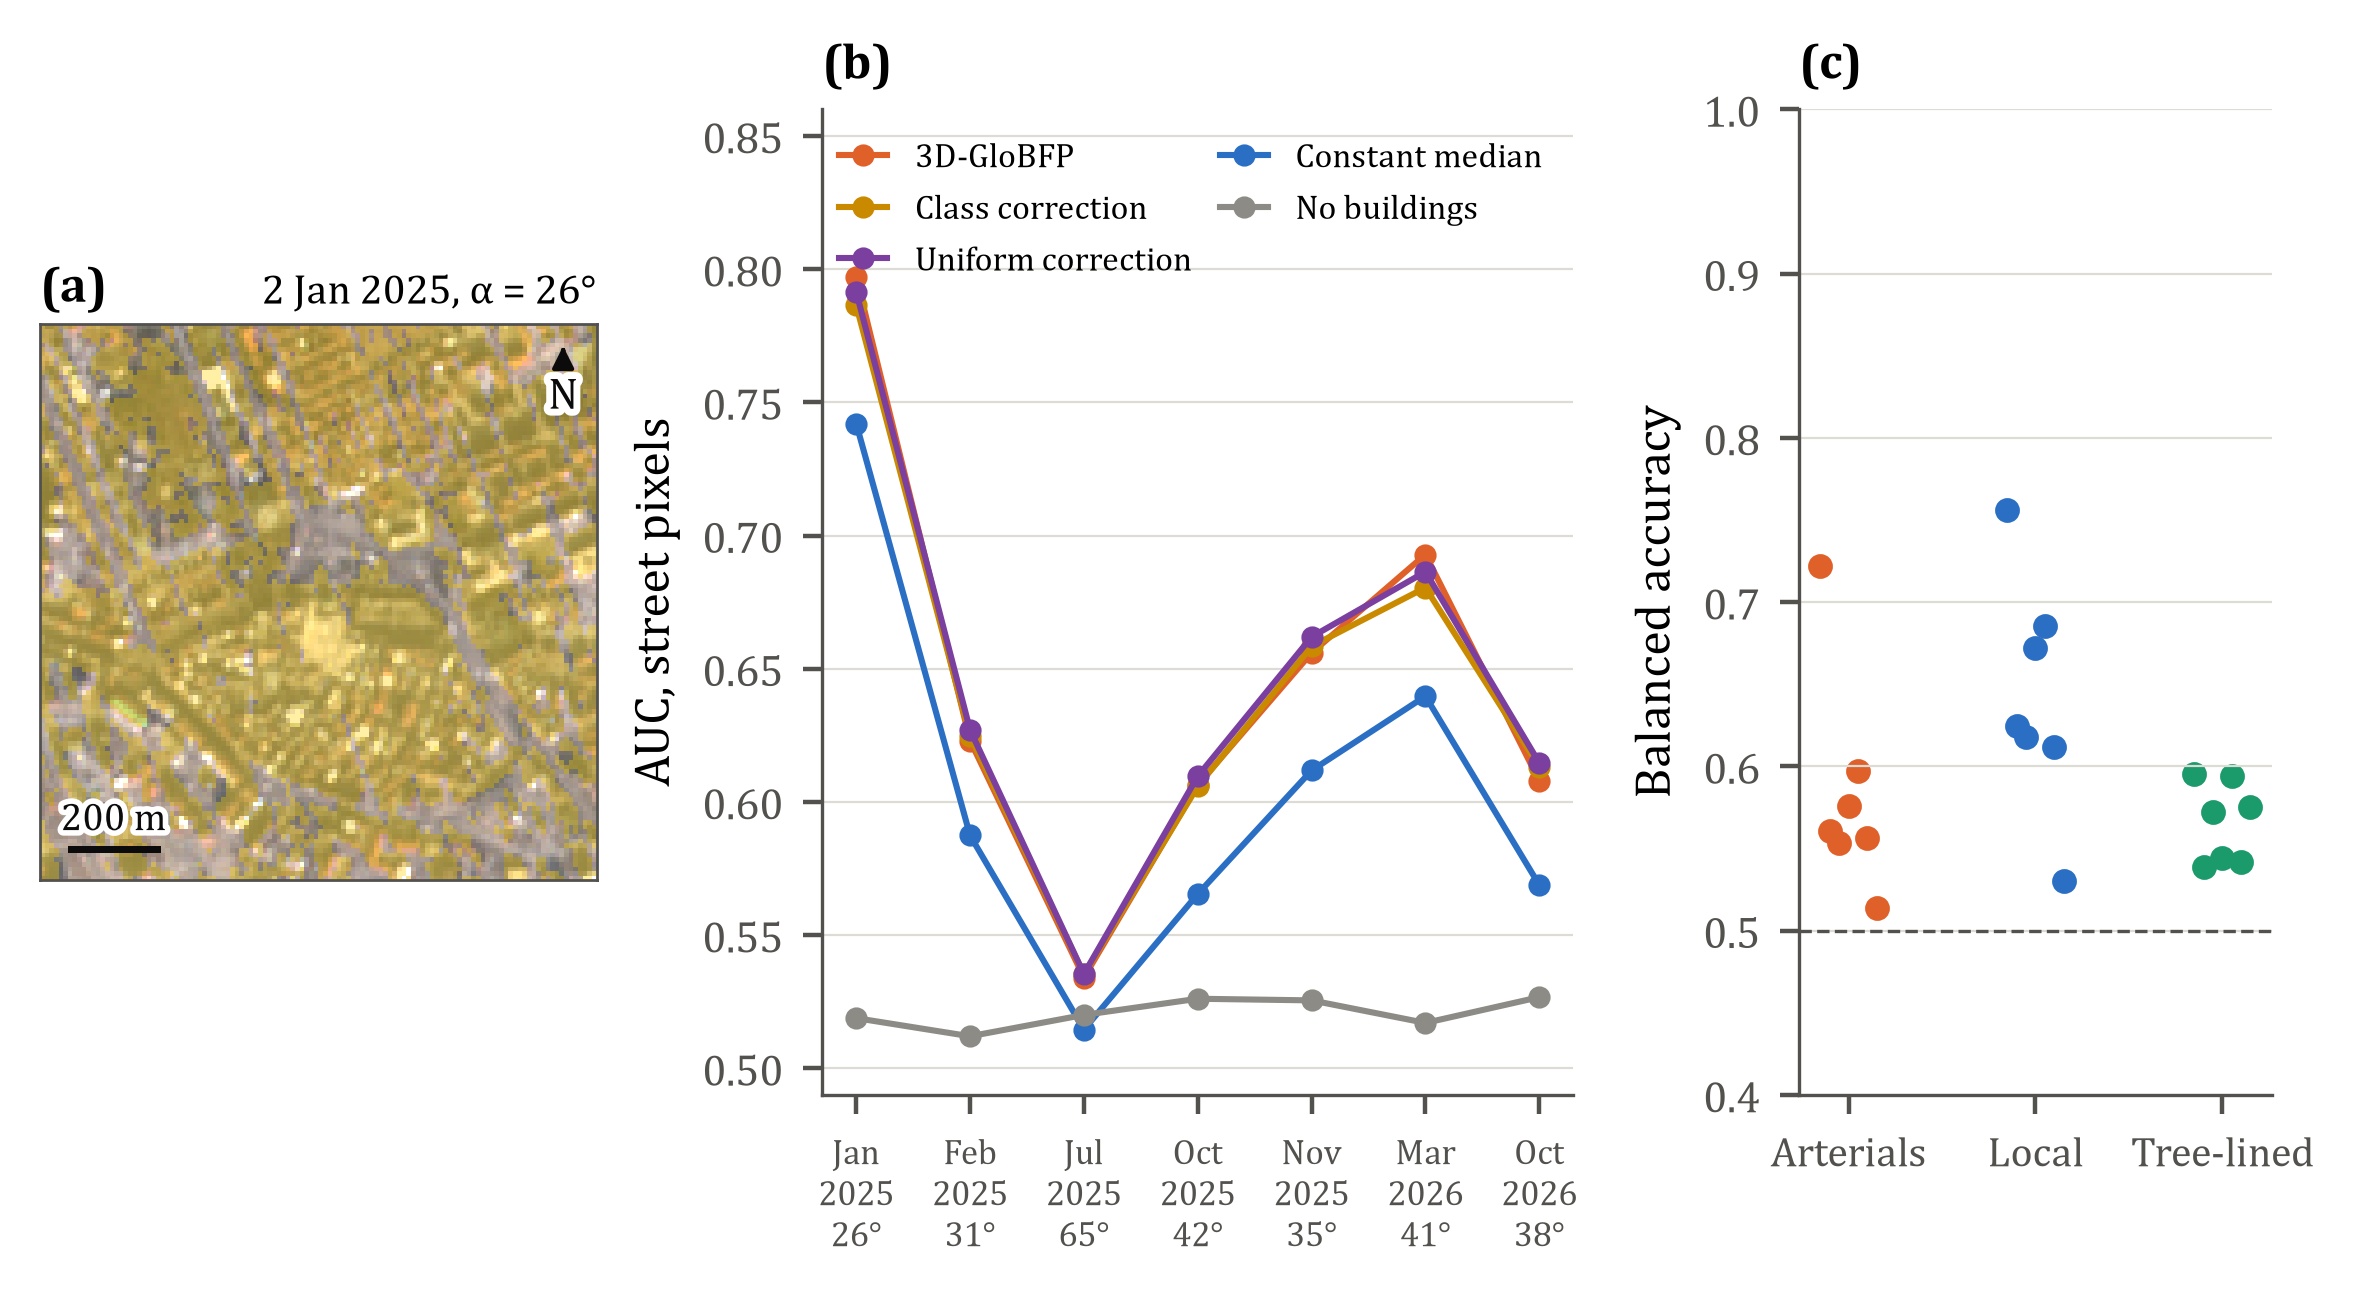 (a)
2 Jan 2025, α = 26°
N
200 m
(b)
AUC, street pixels
0.85
0.80
0.75
0.70
0.65
0.60
0.55
0.50
3D-GloBFP
Class correction
Uniform correction
Constant median
No buildings
Jan
2025
26°
Feb
2025
31°
Jul
2025
65°
Oct
2025
42°
Nov
2025
35°
Mar
2026
41°
Oct
2026
38°
(c)
Balanced accuracy
1.0
0.9
0.8
0.7
0.6
0.5
0.4
Arterials
Local
Tree-lined